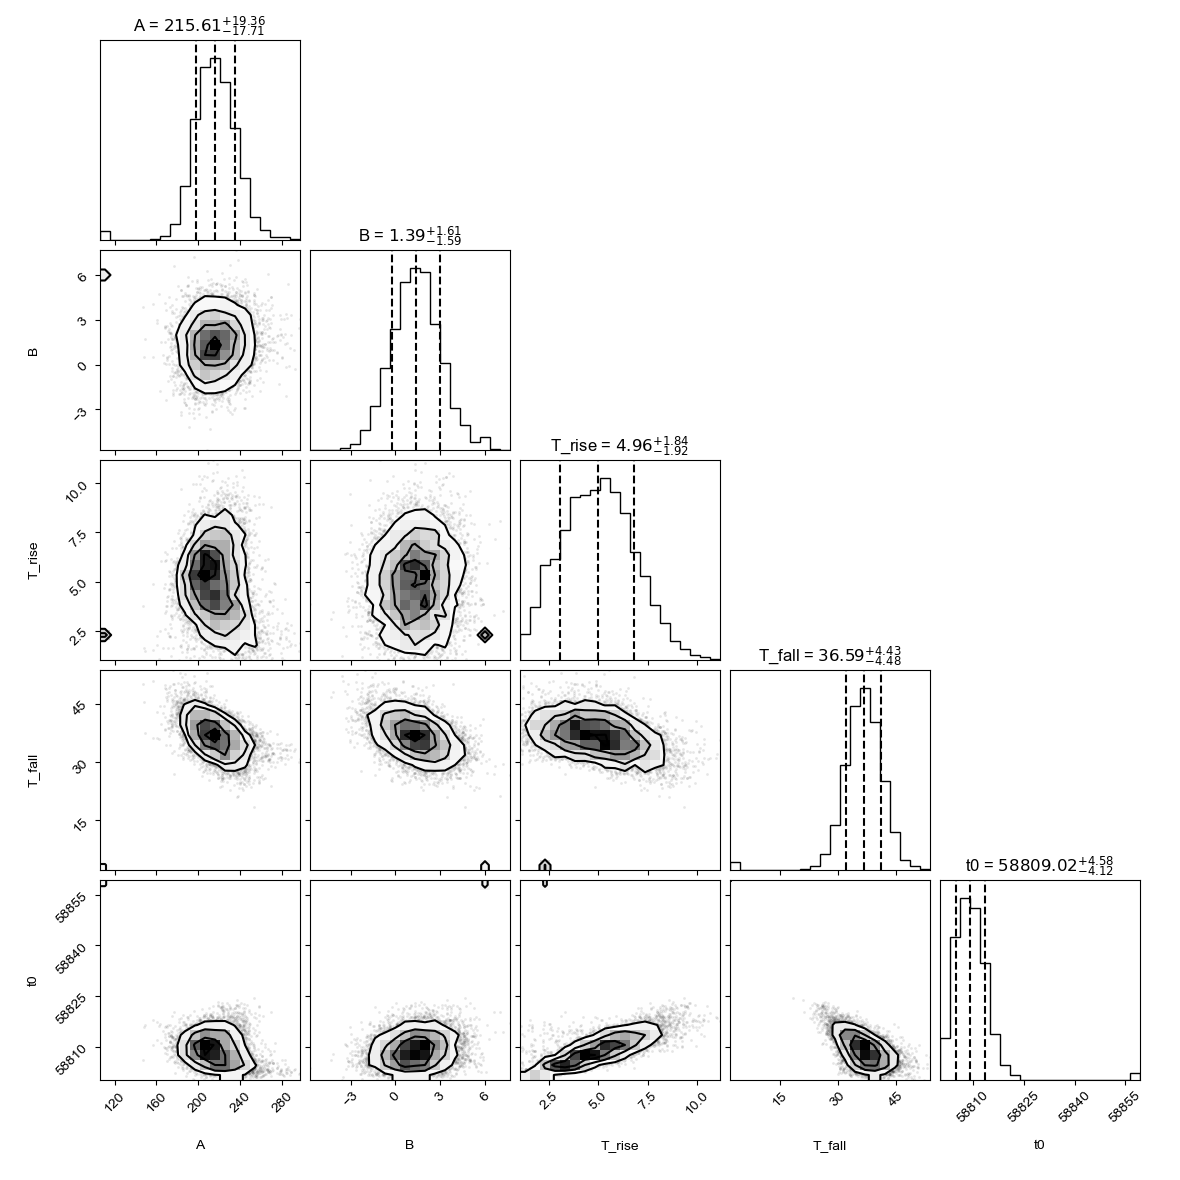 A = 215.61+19.36−17.71
B = 1.39+1.61−1.59
T_rise = 4.96+1.84−1.92
T_fall = 36.59+4.43−4.48
t0 = 58809.02+4.58−4.12
B
6
3
0
−3
T_rise
10.0
7.5
5.0
2.5
T_fall
45
30
15
t0
58855
58840
58825
58810
120 160 200 240 280
−3 0 3 6
2.5 5.0 7.5 10.0
15 30 45
58810 58825 58840 58855
A B T_rise T_fall t0